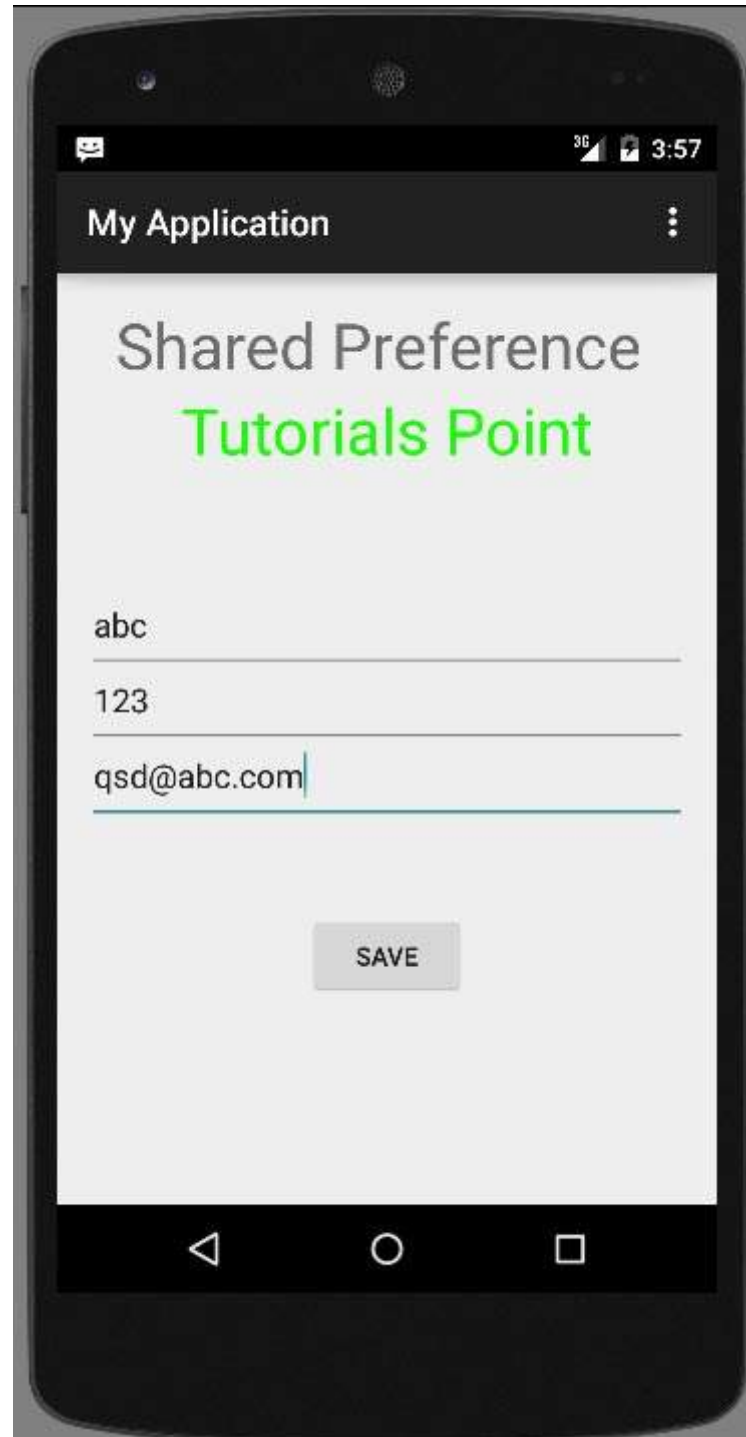 3G 3:57
My Application
Shared Preference
Tutorials Point
abc
123
qsd@abc.com
SAVE